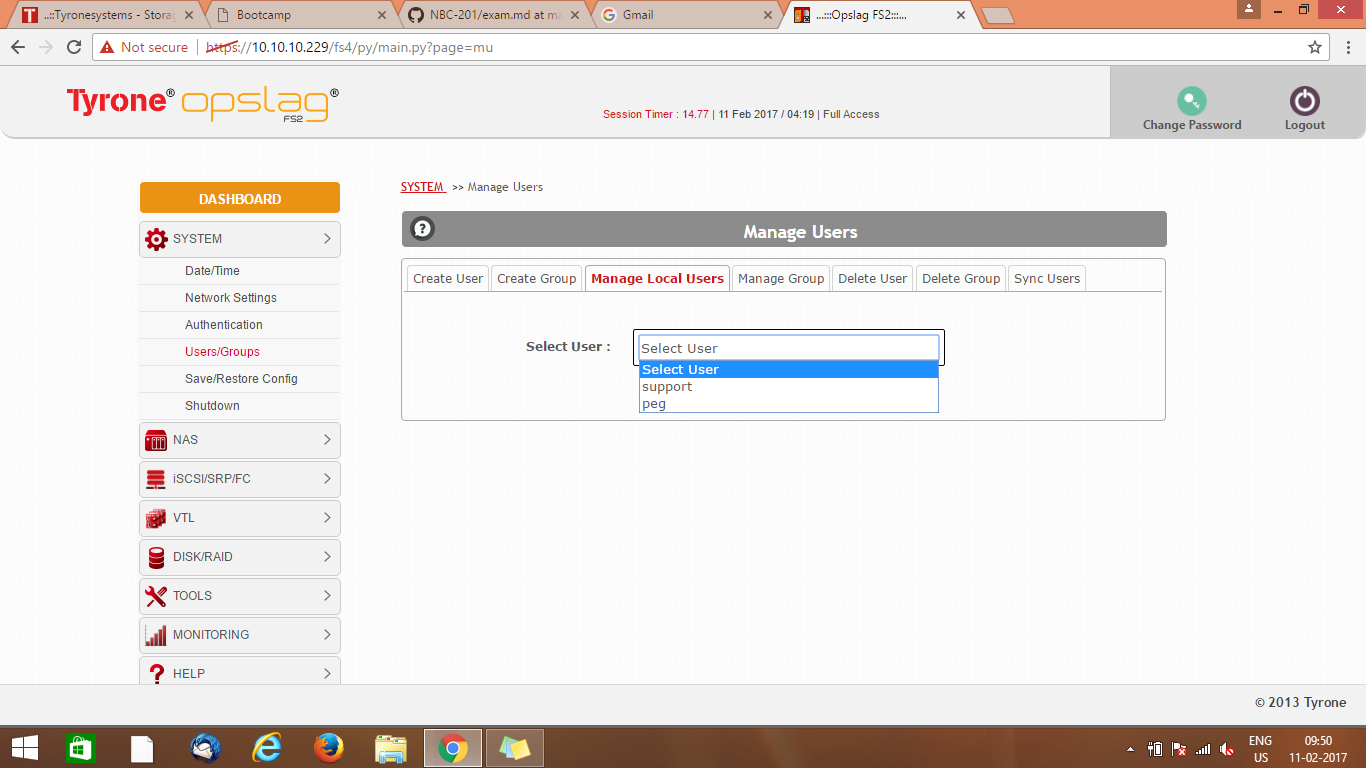 ..::Tyronesystems - Storag
Bootcamp
NBC-201/exam.md at ma
Gmail
...:::Opslag FS2:::...
Not secure | https://10.10.10.229/fs4/py/main.py?page=mu
Tyrone® opslag® FS2
Session Timer : 14.77 | 11 Feb 2017 / 04:19 | Full Access
Change Password
Logout
DASHBOARD
SYSTEM
Date/Time
Network Settings
Authentication
Users/Groups
Save/Restore Config
Shutdown
NAS
iSCSI/SRP/FC
VTL
DISK/RAID
TOOLS
MONITORING
HELP
SYSTEM >> Manage Users
Manage Users
Create User
Create Group
Manage Local Users
Manage Group
Delete User
Delete Group
Sync Users
Select User :
Select User
Select User
support
peg
© 2013 Tyrone
ENG
US
09:50
11-02-2017